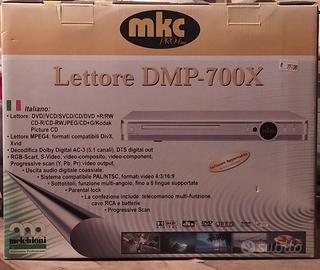 mkc
PRO line
Lettore DMP-700X
Italiano:
• Lettore: DVD/VCD/SVCD/CD/DVD +R/RW
CD-R/CD-RW/JPEG/CD+G/Kodak
Picture CD
• Lettore MPEG4, formati compatibili DivX,
Xvid
• Decodifica Dolby Digital AC-3 (5.1 canali), DTS digital out
• RGB-Scart, S-Video, video-composito, video-component,
Progressive scan (Y, Pb, Pr) video output,
• Uscita audio digitale coassiale:
• Sistema compatibile PAL/NTSC, formati video 4:3/16:9
• Sottotitoli, funzione multi-angolo, fino a 8 lingue supportate
• Parental lock
• La confezione include: telecomando multi-funzione,
cavo RCA e batterie
• Progressive Scan
melchioni
subito